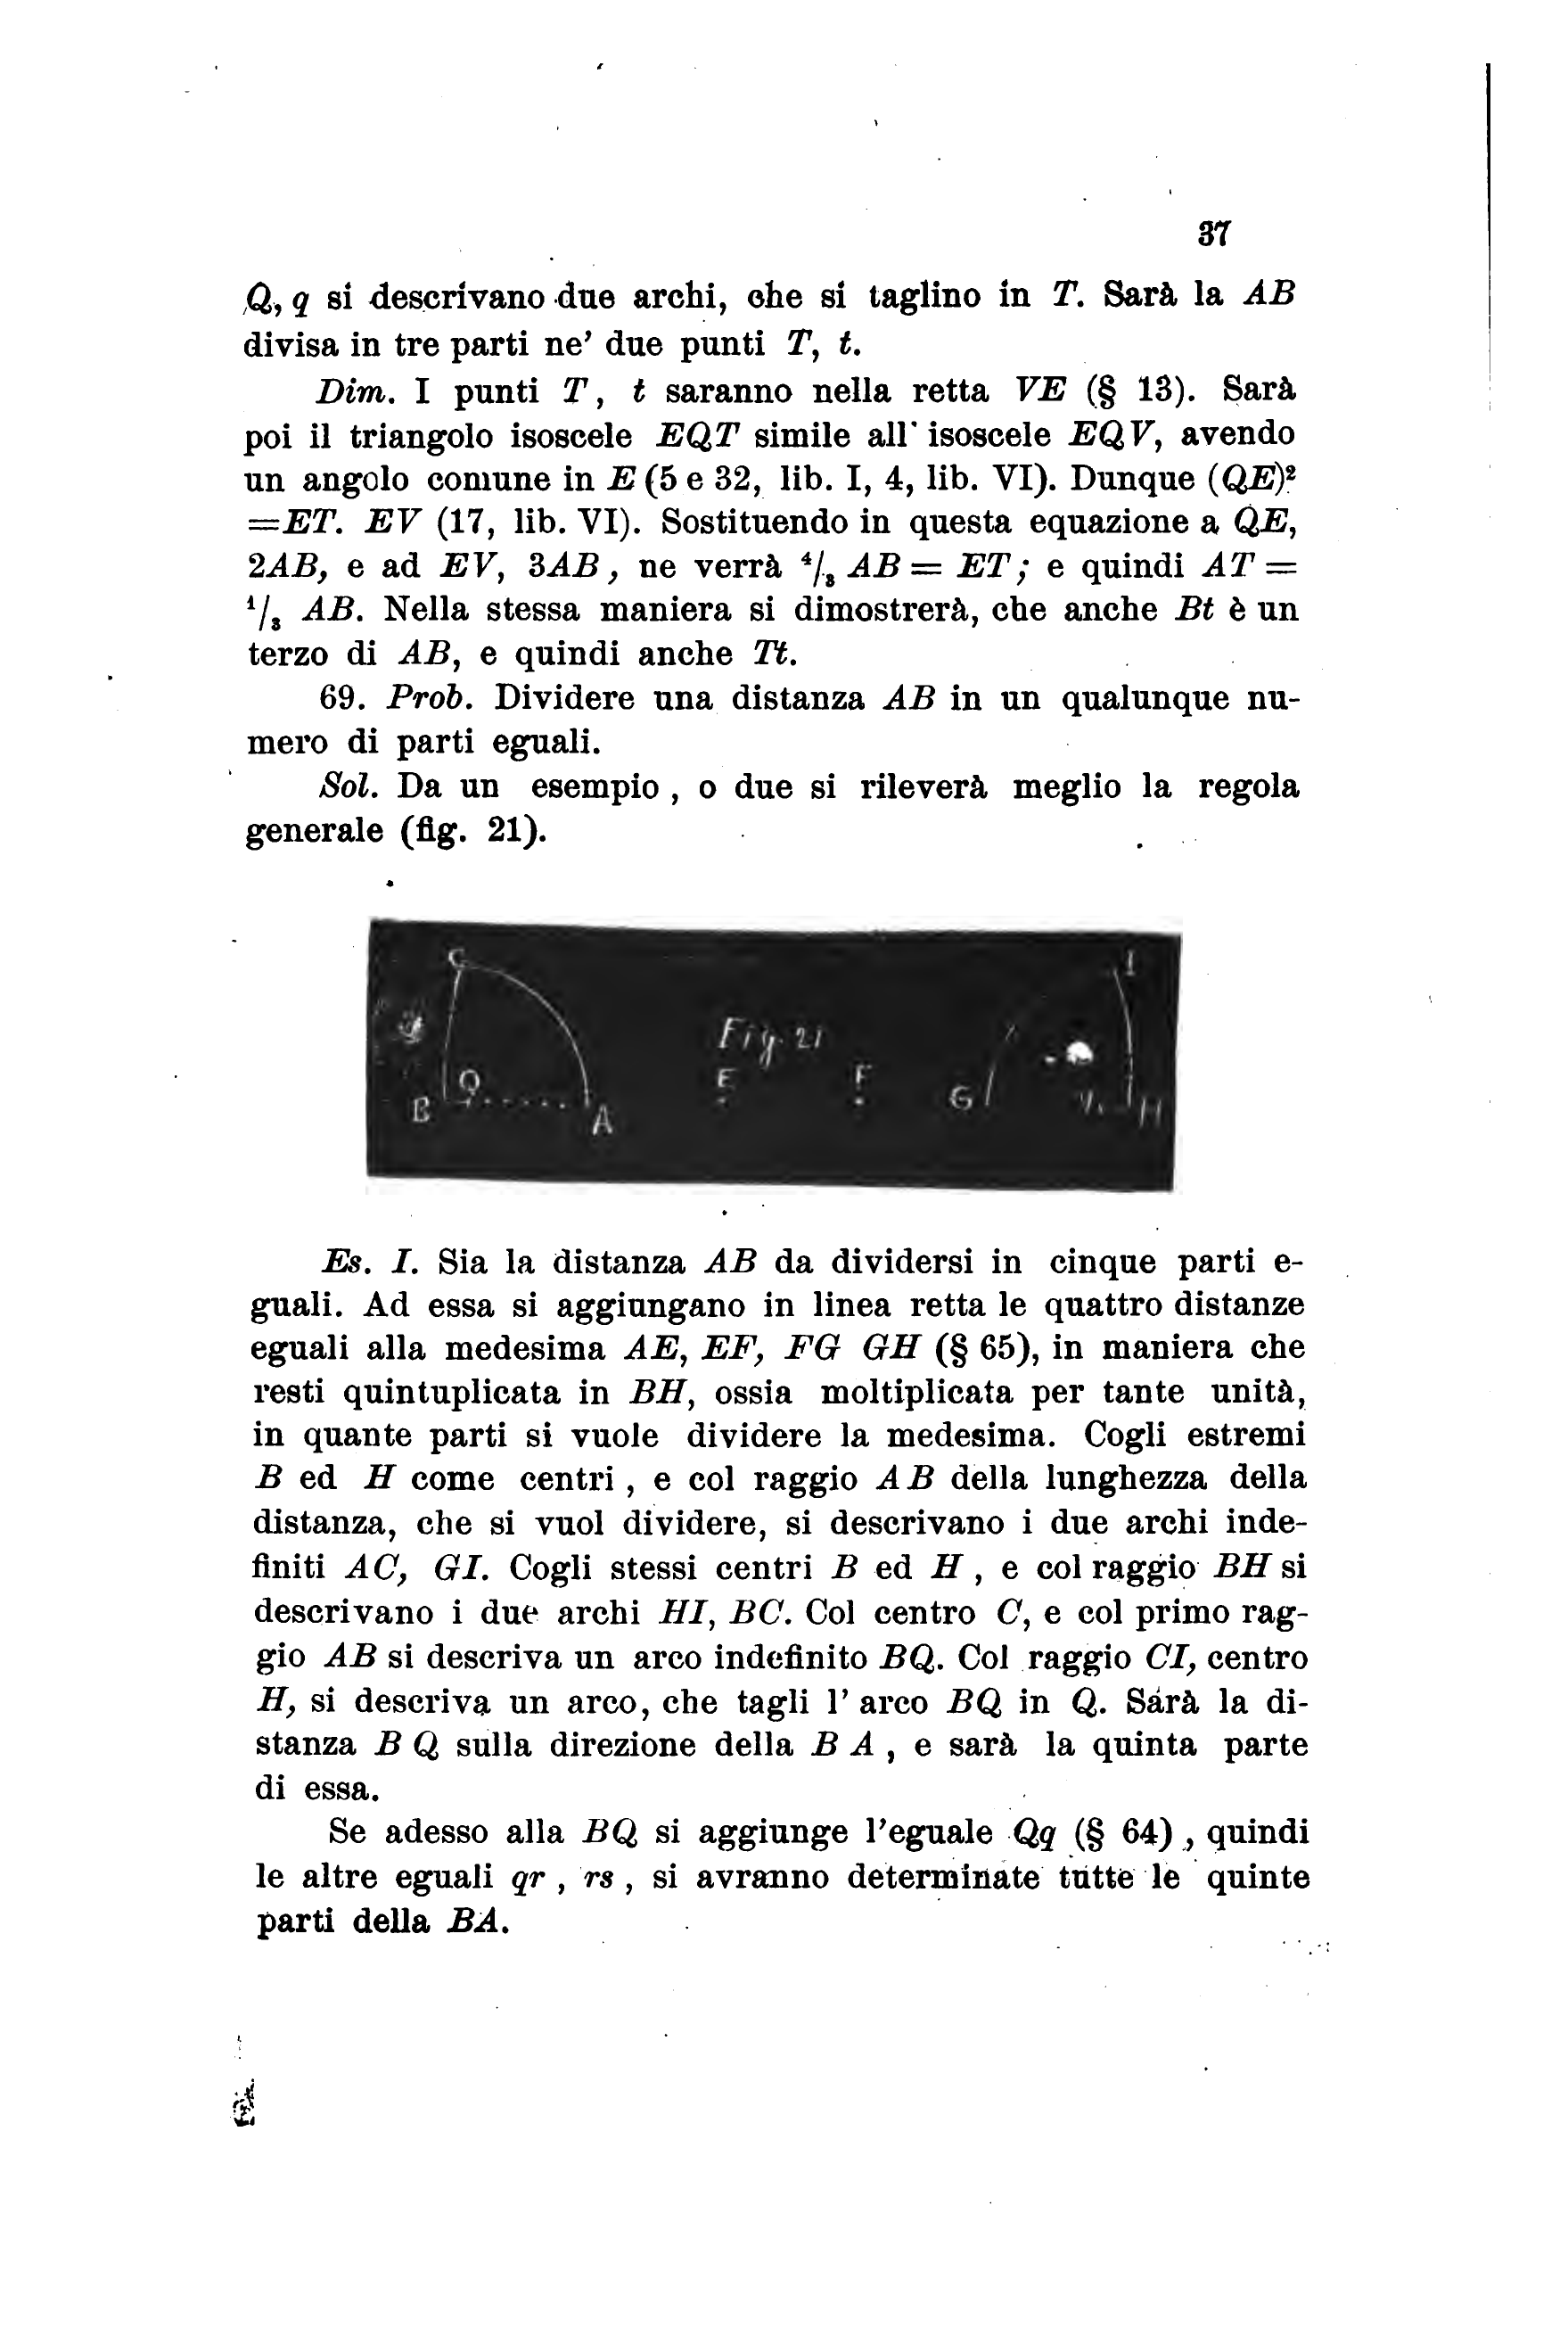 37
Q, q si descrivano due archi, che si taglino in T. Sarà la AB
divisa in tre parti ne' due punti T, t.
Dim. I punti T, t saranno nella retta VE (§ 13). Sarà
poi il triangolo isoscele EQT simile all' isoscele EQV, avendo
un angolo comune in E (5 e 32, lib. I, 4, lib. VI). Dunque (QE)²
=ET. EV (17, lib. VI). Sostituendo in questa equazione a QE,
2AB, e ad EV, 3AB, ne verrà ⁴/₃ AB = ET; e quindi AT =
¹/₃ AB. Nella stessa maniera si dimostrerà, che anche Bt è un
terzo di AB, e quindi anche Tt.
69. Prob. Dividere una distanza AB in un qualunque nu-
mero di parti eguali.
Sol. Da un esempio, o due si rileverà meglio la regola
generale (fig. 21).
C I
Fig. 21
B Q A E F G H
Es. I. Sia la distanza AB da dividersi in cinque parti e-
guali. Ad essa si aggiungano in linea retta le quattro distanze
eguali alla medesima AE, EF, FG GH (§ 65), in maniera che
resti quintuplicata in BH, ossia moltiplicata per tante unità,
in quante parti si vuole dividere la medesima. Cogli estremi
B ed H come centri, e col raggio AB della lunghezza della
distanza, che si vuol dividere, si descrivano i due archi inde-
finiti AC, GI. Cogli stessi centri B ed H, e col raggio BH si
descrivano i due archi HI, BC. Col centro C, e col primo rag-
gio AB si descriva un arco indefinito BQ. Col raggio CI, centro
H, si descriva un arco, che tagli l' arco BQ in Q. Sarà la di-
stanza BQ sulla direzione della BA, e sarà la quinta parte
di essa.
Se adesso alla BQ si aggiunge l'eguale Qq (§ 64), quindi
le altre eguali qr, rs, si avranno determinate tutte le quinte
parti della BA.